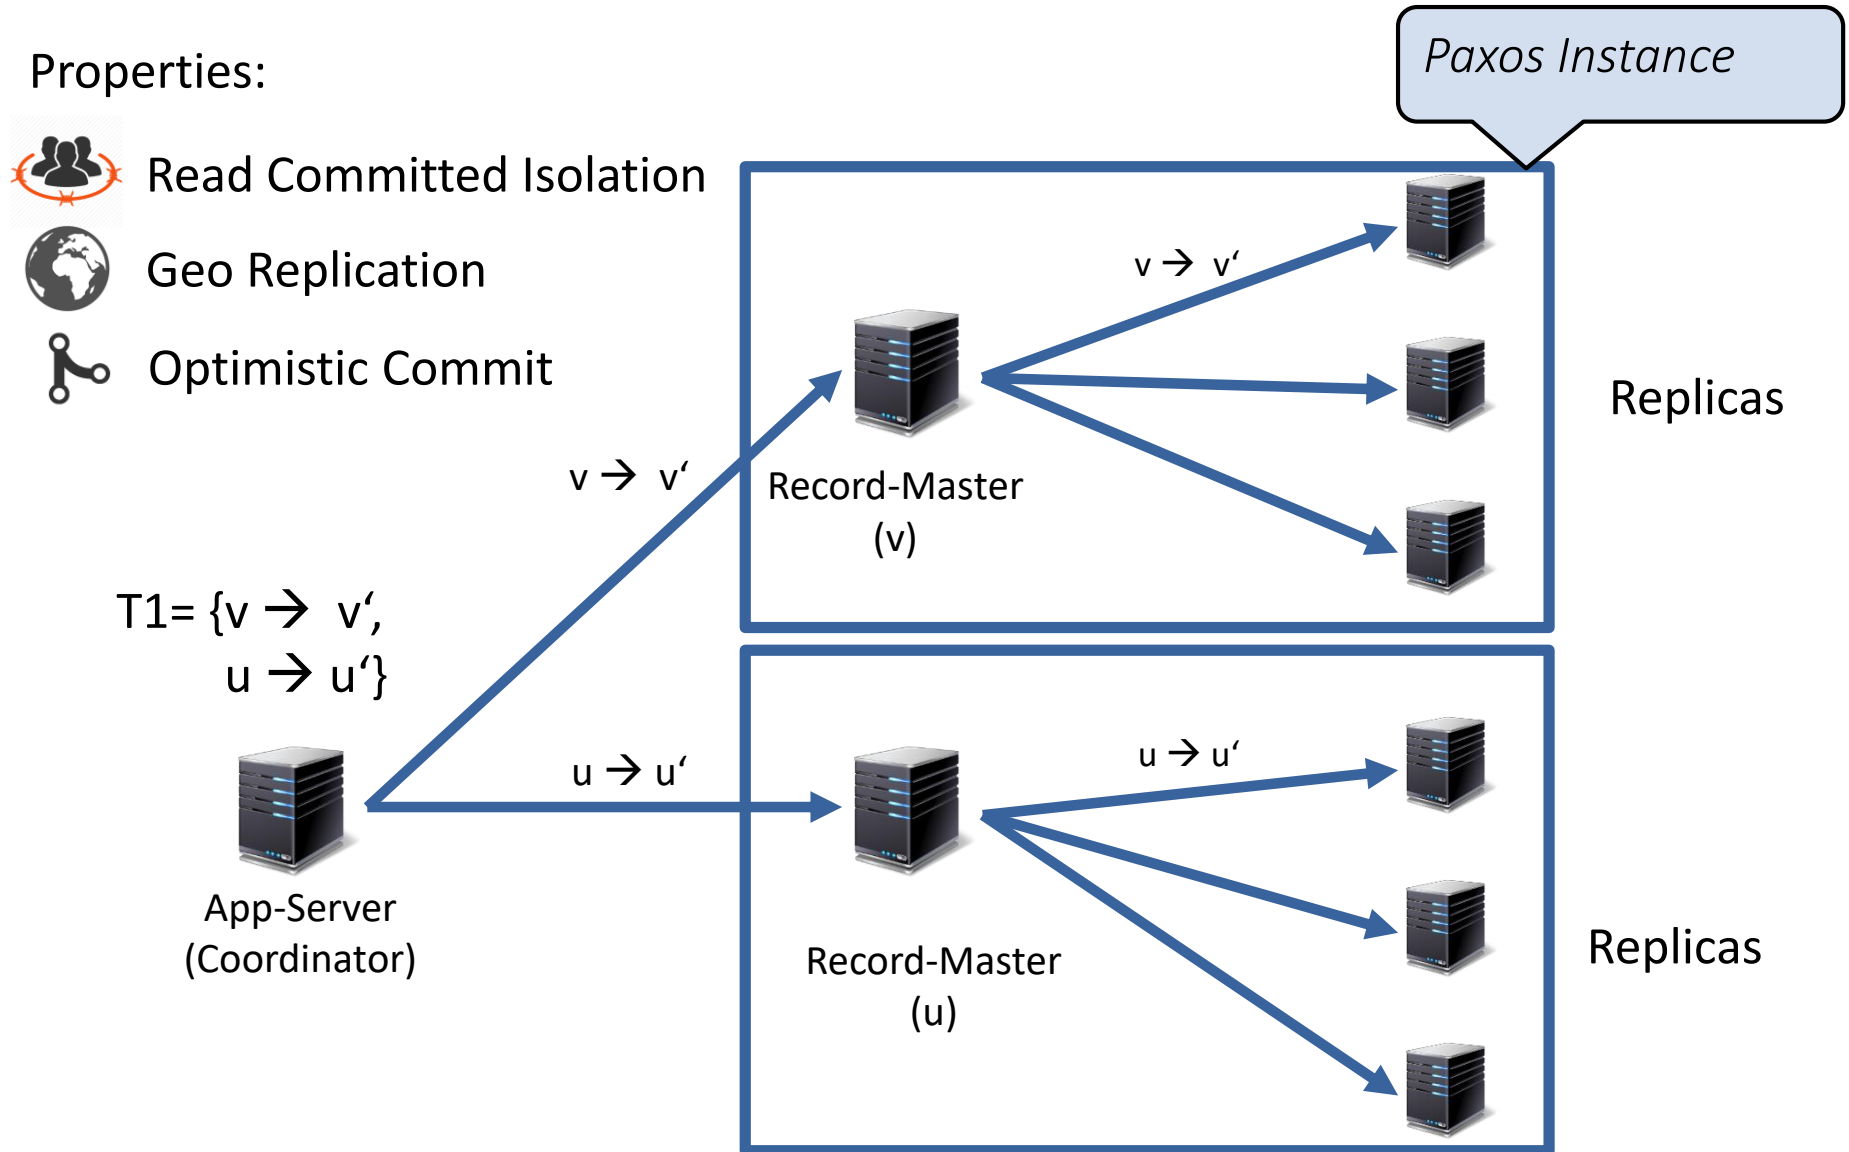 Properties:
Paxos Instance
Read Committed Isolation
Geo Replication
Optimistic Commit
v → v‘
v → v‘
Replicas
Record-Master
(v)
T1= {v → v‘,
u → u‘}
u → u‘
u → u‘
App-Server
(Coordinator)
Record-Master
(u)
Replicas